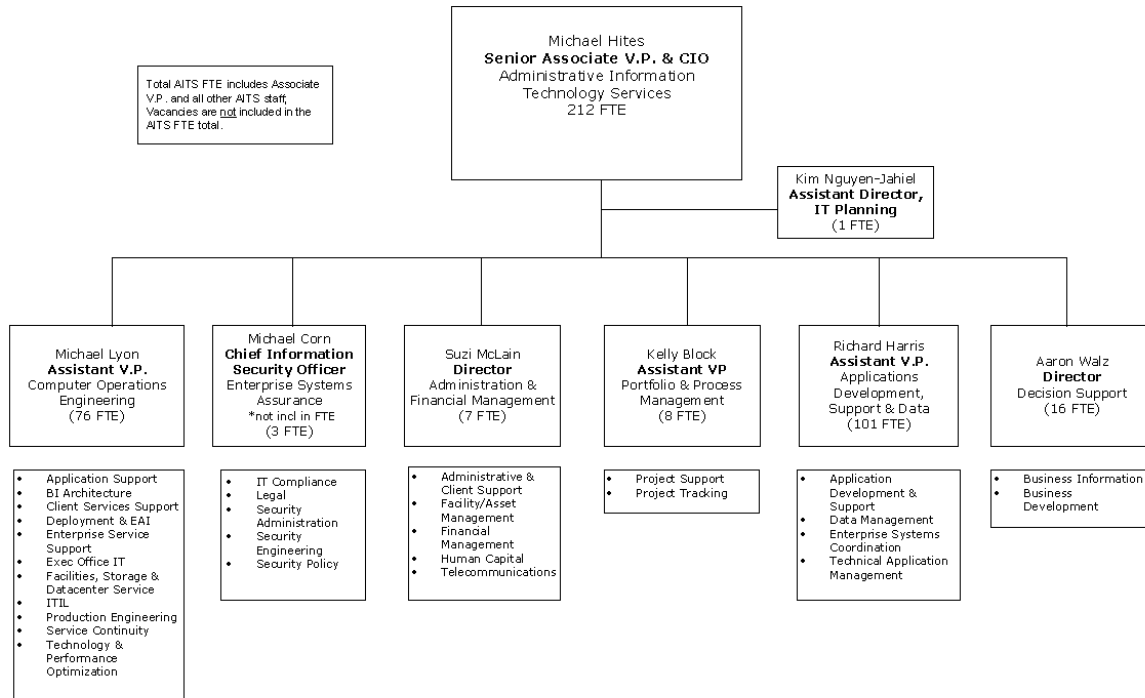 Michael Hites
Senior Associate V.P. & CIO
Administrative Information
Technology Services
212 FTE
Total AITS FTE includes Associate
V.P. and all other AITS staff,
Vacancies are not included in the
AITS FTE total.
Kim Nguyen-Jahiel
Assistant Director,
IT Planning
(1 FTE)
Michael Lyon
Assistant V.P.
Computer Operations
Engineering
(76 FTE)
Michael Corn
Chief Information
Security Officer
Enterprise Systems
Assurance
*not incl in FTE
(3 FTE)
Suzi McLain
Director
Administration &
Financial Management
(7 FTE)
Kelly Block
Assistant VP
Portfolio & Process
Management
(8 FTE)
Richard Harris
Assistant V.P.
Applications
Development,
Support & Data
(101 FTE)
Aaron Walz
Director
Decision Support
(16 FTE)
• Application Support
• BI Architecture
• Client Services Support
• Deployment & EAI
• Enterprise Service
Support
• Exec Office IT
• Facilities, Storage &
Datacenter Service
• ITIL
• Production Engineering
• Service Continuity
• Technology &
Performance
Optimization
• IT Compliance
• Legal
• Security
Administration
• Security
Engineering
• Security Policy
• Administrative &
Client Support
• Facility/Asset
Management
• Financial
Management
• Human Capital
• Telecommunications
• Project Support
• Project Tracking
• Application
Development &
Support
• Data Management
• Enterprise Systems
Coordination
• Technical Application
Management
• Business Information
• Business
Development